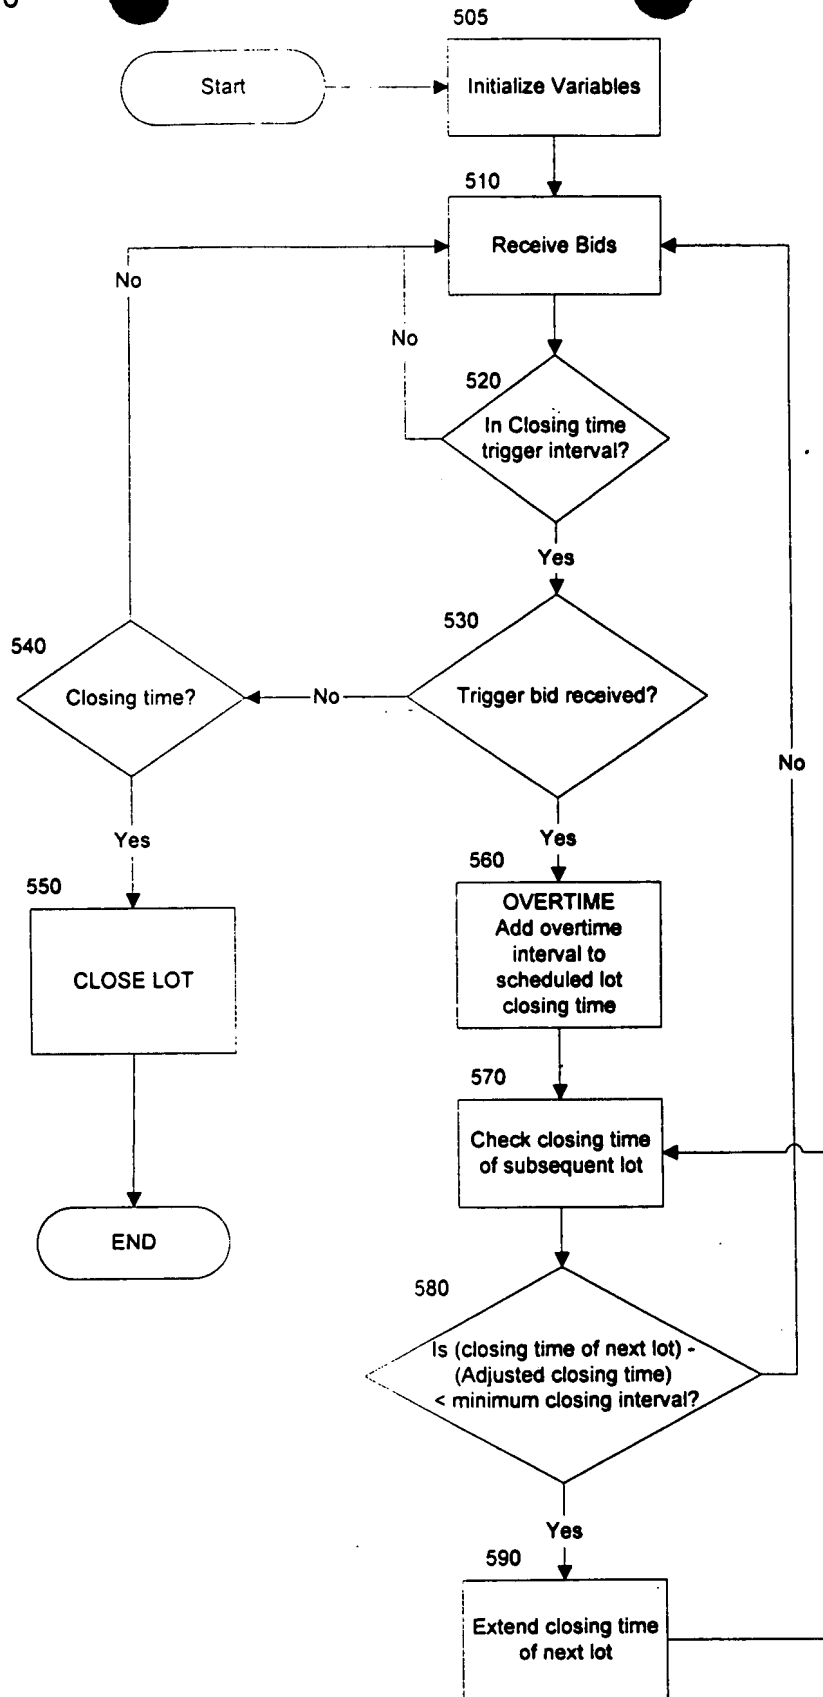 505
Start
Initialize Variables
510
Receive Bids
No
No
520
In Closing time
trigger interval?
Yes
530
540
Closing time?
No
Trigger bid received?
No
Yes
Yes
560
550
OVERTIME
Add overtime
interval to
scheduled lot
closing time
CLOSE LOT
570
Check closing time
of subsequent lot
END
580
Is (closing time of next lot) -
(Adjusted closing time)
< minimum closing interval?
Yes
590
Extend closing time
of next lot